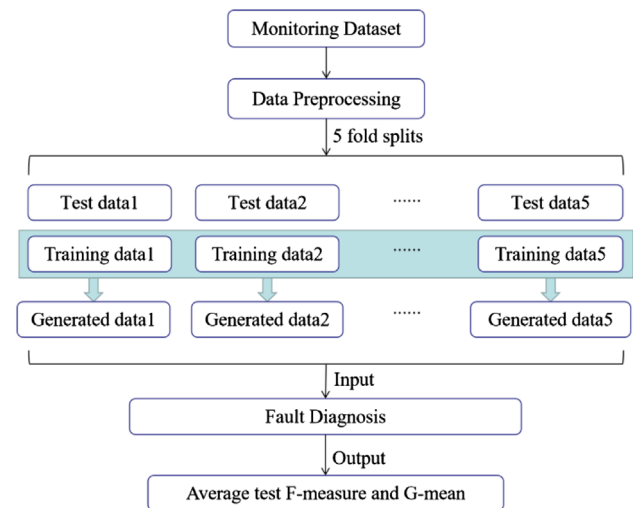 Monitoring Dataset
Data Preprocessing
5 fold splits
Test data1 Test data2 ······ Test data5
Training data1 Training data2 ······ Training data5
Generated data1 Generated data2 ······ Generated data5
Input
Fault Diagnosis
Output
Average test F-measure and G-mean